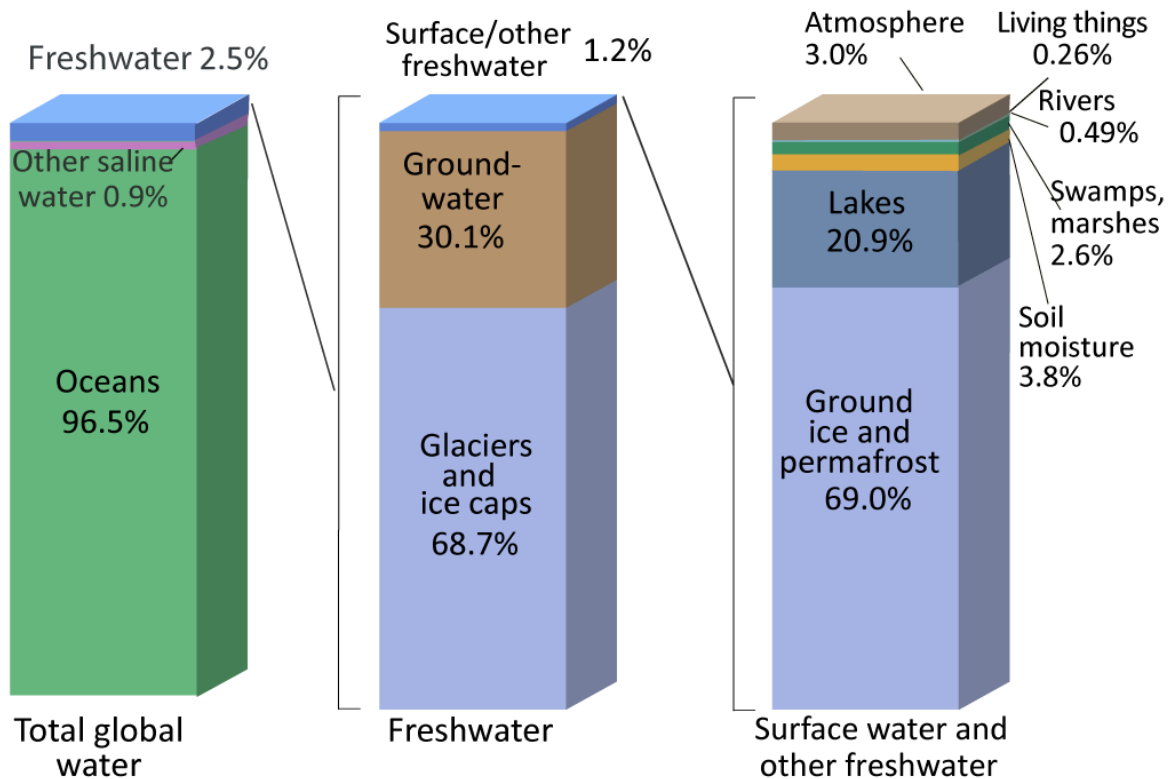 Freshwater 2.5%
Other saline
water 0.9%
Oceans
96.5%
Total global
water
Surface/other
freshwater
1.2%
Ground-
water
30.1%
Glaciers
and
ice caps
68.7%
Freshwater
Atmosphere
3.0%
Living things
0.26%
Rivers
0.49%
Swamps,
marshes
2.6%
Soil
moisture
3.8%
Lakes
20.9%
Ground
ice and
permafrost
69.0%
Surface water and
other freshwater